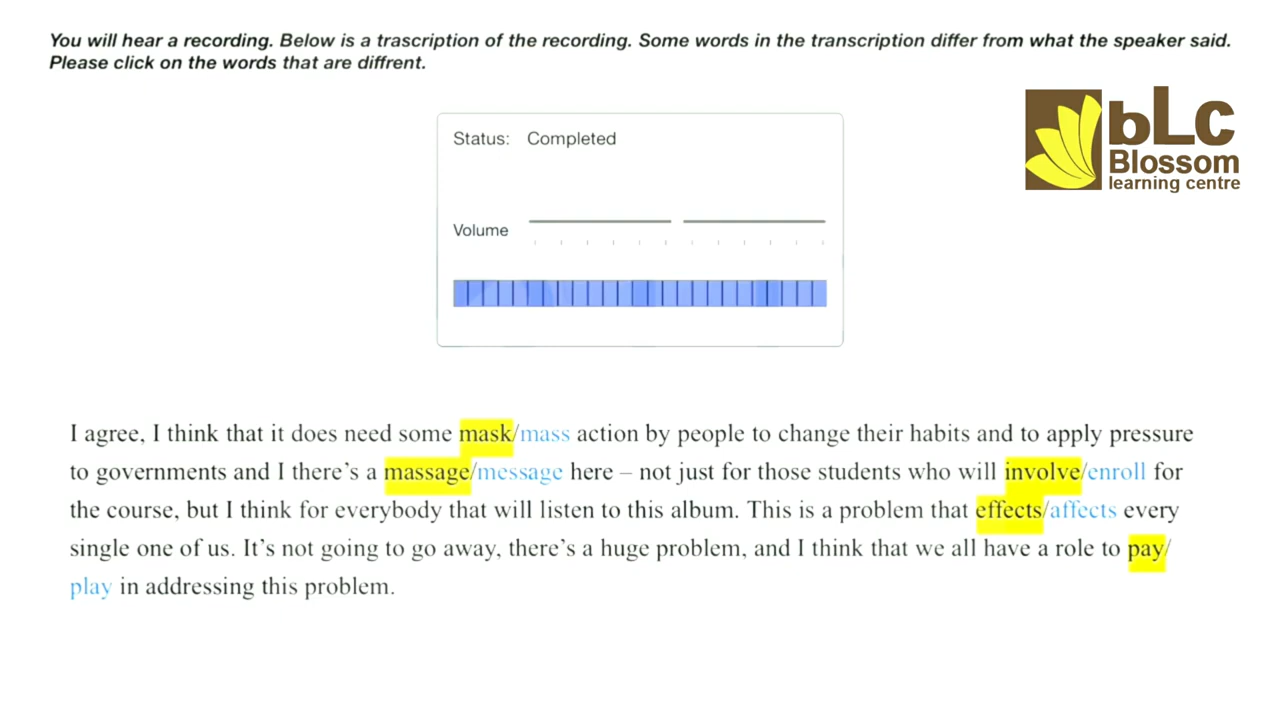 You will hear a recording. Below is a trascription of the recording. Some words in the transcription differ from what the speaker said.
Please click on the words that are diffrent.
bLc
Blossom
learning centre
Status: Completed
Volume
I agree, I think that it does need some mask/mass action by people to change their habits and to apply pressure
to governments and I there's a massage/message here – not just for those students who will involve/enroll for
the course, but I think for everybody that will listen to this album. This is a problem that effects/affects every
single one of us. It's not going to go away, there's a huge problem, and I think that we all have a role to pay/
play in addressing this problem.